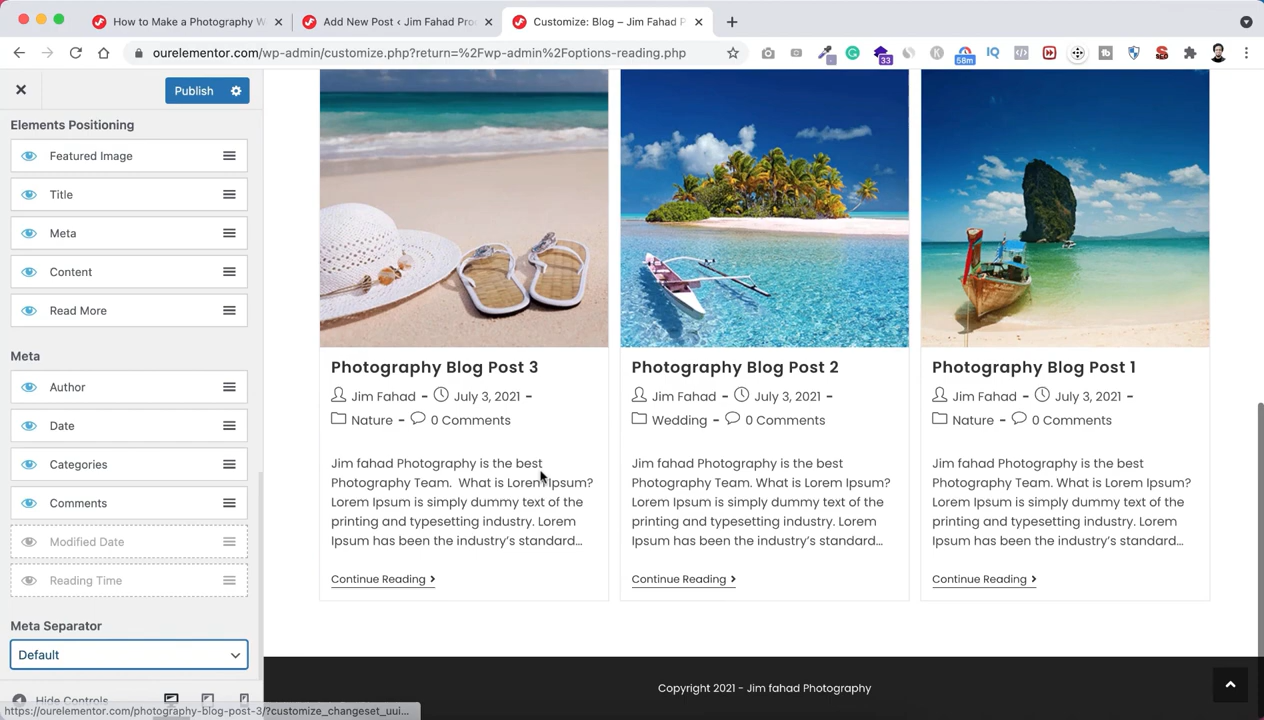 How to Make a Photography W
Add New Post ‹ Jim Fahad Pro
Customize: Blog – Jim Fahad P
ourelementor.com/wp-admin/customize.php?return=%2Fwp-admin%2Foptions-reading.php
33
58m
IQ
Publish
Elements Positioning
Featured Image
Title
Meta
Content
Read More
Meta
Author
Date
Categories
Comments
Modified Date
Reading Time
Meta Separator
Default
Hide Controls
https://ourelementor.com/photography-blog-post-3/?customize_changeset_uui...
Photography Blog Post 3
Jim Fahad - July 3, 2021 -
Nature - 0 Comments
Jim fahad Photography is the best
Photography Team.  What is Lorem Ipsum?
Lorem Ipsum is simply dummy text of the
printing and typesetting industry. Lorem
Ipsum has been the industry’s standard…
Continue Reading
Photography Blog Post 2
Jim Fahad - July 3, 2021 -
Wedding - 0 Comments
Jim fahad Photography is the best
Photography Team. What is Lorem Ipsum?
Lorem Ipsum is simply dummy text of the
printing and typesetting industry. Lorem
Ipsum has been the industry’s standard…
Continue Reading
Photography Blog Post 1
Jim Fahad - July 3, 2021 -
Nature - 0 Comments
Jim fahad Photography is the best
Photography Team. What is Lorem Ipsum?
Lorem Ipsum is simply dummy text of the
printing and typesetting industry. Lorem
Ipsum has been the industry’s standard…
Continue Reading
Copyright 2021 - Jim fahad Photography